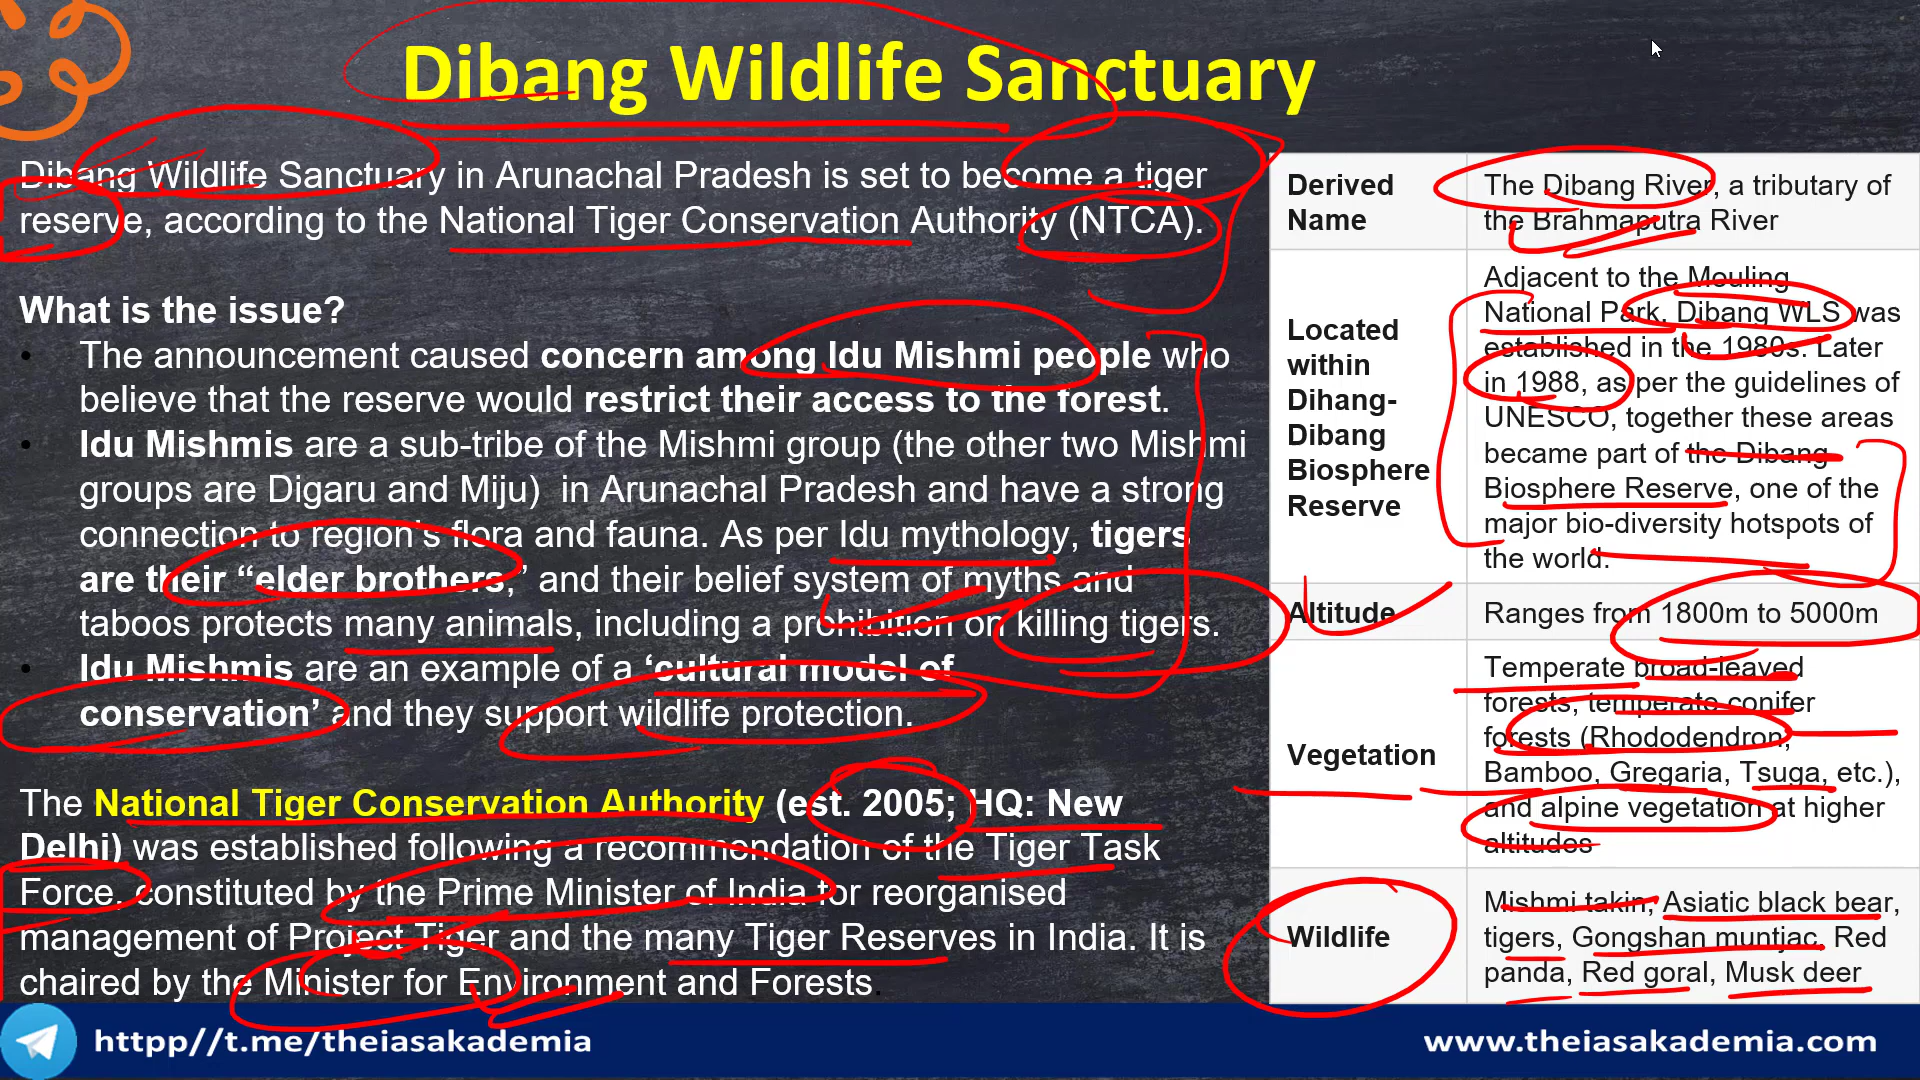 Dibang Wildlife Sanctuary
Dibang Wildlife Sanctuary in Arunachal Pradesh is set to become a tiger
reserve, according to the National Tiger Conservation Authority (NTCA).
What is the issue?
• The announcement caused concern among Idu Mishmi people who
believe that the reserve would restrict their access to the forest.
• Idu Mishmis are a sub-tribe of the Mishmi group (the other two Mishmi
groups are Digaru and Miju) in Arunachal Pradesh and have a strong
connection to region's flora and fauna. As per Idu mythology, tigers
are their “elder brothers,” and their belief system of myths and
taboos protects many animals, including a prohibition on killing tigers.
• Idu Mishmis are an example of a ‘cultural model of
conservation’ and they support wildlife protection.
The National Tiger Conservation Authority (est. 2005; HQ: New
Delhi) was established following a recommendation of the Tiger Task
Force, constituted by the Prime Minister of India for reorganised
management of Project Tiger and the many Tiger Reserves in India. It is
chaired by the Minister for Environment and Forests.
Derived
Name
The Dibang River, a tributary of
the Brahmaputra River
Located
within
Dihang-
Dibang
Biosphere
Reserve
Adjacent to the Mouling
National Park, Dibang WLS was
established in the 1980s. Later
in 1988, as per the guidelines of
UNESCO, together these areas
became part of the Dibang
Biosphere Reserve, one of the
major bio-diversity hotspots of
the world.
Altitude
Ranges from 1800m to 5000m
Vegetation
Temperate broad-leaved
forests, temperate conifer
forests (Rhododendron,
Bamboo, Gregaria, Tsuga, etc.),
and alpine vegetation at higher
altitudes
Wildlife
Mishmi takin, Asiatic black bear,
tigers, Gongshan muntjac, Red
panda, Red goral, Musk deer
httpp//t.me/theiasakademia
www.theiasakademia.com